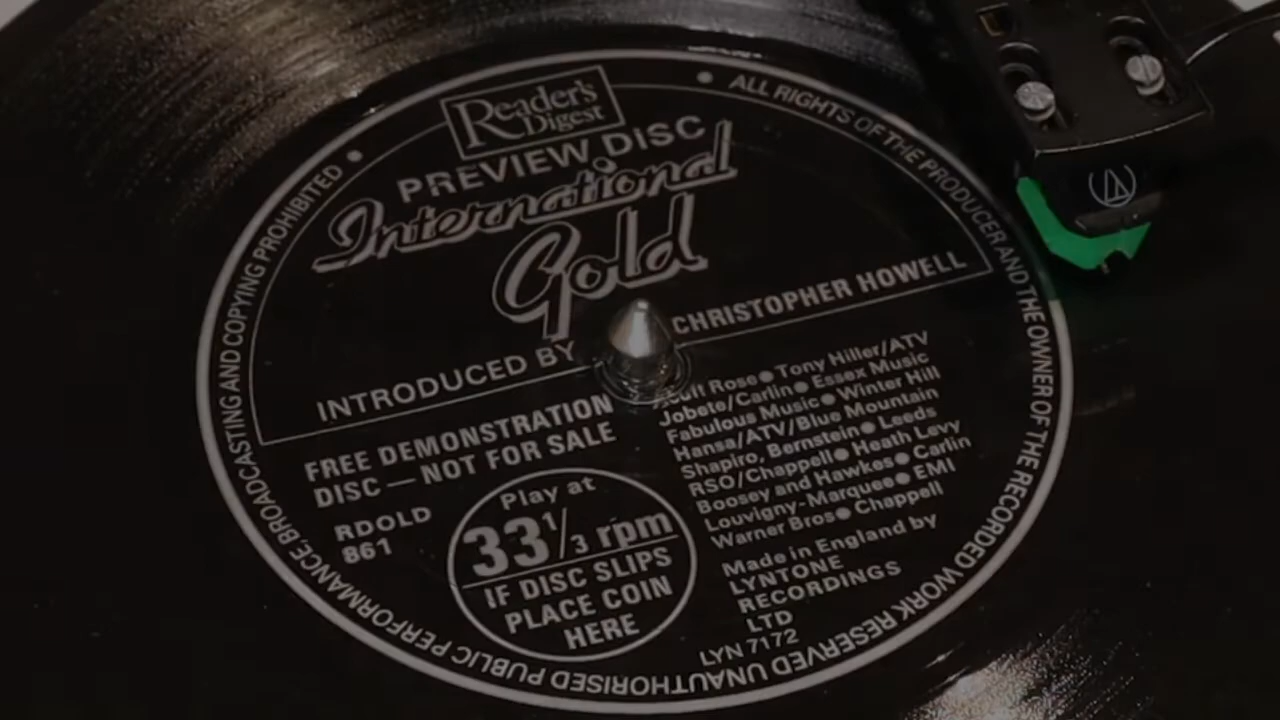 Reader's
Digest
PREVIEW DISC
International
Gold
INTRODUCED BY CHRISTOPHER HOWELL
FREE DEMONSTRATION
DISC — NOT FOR SALE
RDOLD
861
Play at
33 1/3 rpm
IF DISC SLIPS
PLACE COIN
HERE
Rose●Tony Hiller/ATV
Jobete/Carlin●Essex Music
Fabulous Music●Winter Hill
Hansa/ATV/Blue Mountain
Shapiro, Bernstein●Leeds
RSO/Chappell●Heath Levy
Boosey and Hawkes●Carlin
Louvigny-Marquee●EMI
Warner Bros●Chappell
Made in England by
LYNTONE
RECORDINGS
LTD
LYN 7172
● ALL RIGHTS OF THE PRODUCER AND THE OWNER OF THE RECORDED WORK RESERVED UNAUTHORISED PUBLIC PERFORMANCE, BROADCASTING AND COPYING PROHIBITED ●